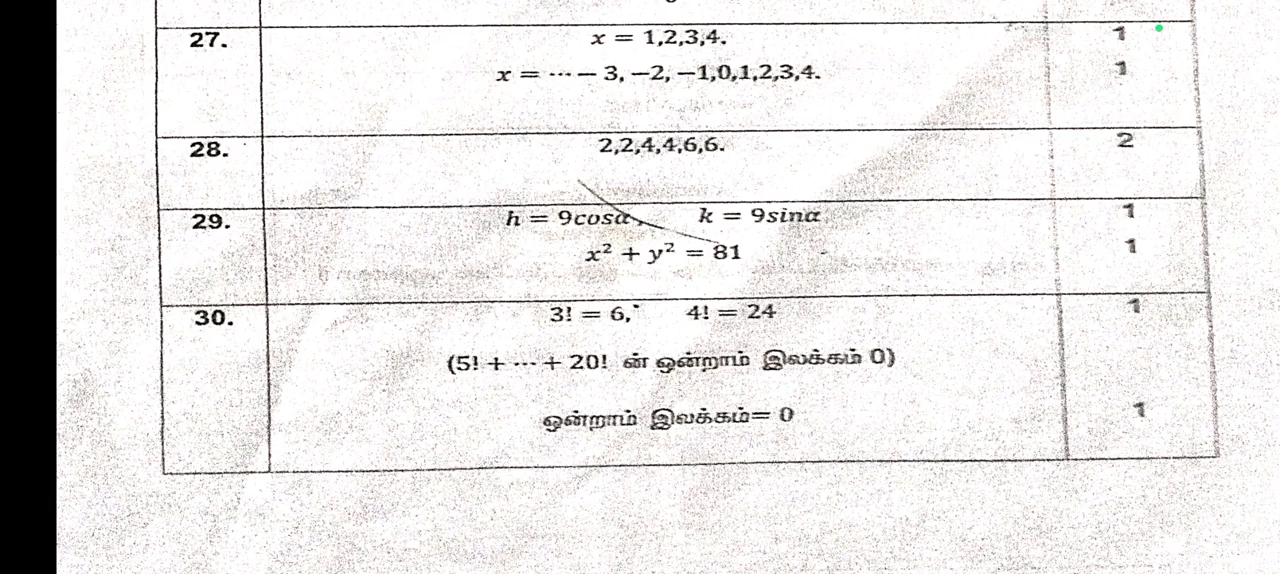 27. x = 1,2,3,4. 1
x = ⋯ − 3, −2, −1,0,1,2,3,4. 1
28. 2,2,4,4,6,6. 2
29. h = 9cosα, k = 9sinα 1
x² + y² = 81 1
30. 3! = 6, 4! = 24 1
(5! + ⋯ + 20! ன் ஒன்றாம் இலக்கம் 0)
ஒன்றாம் இலக்கம்= 0 1